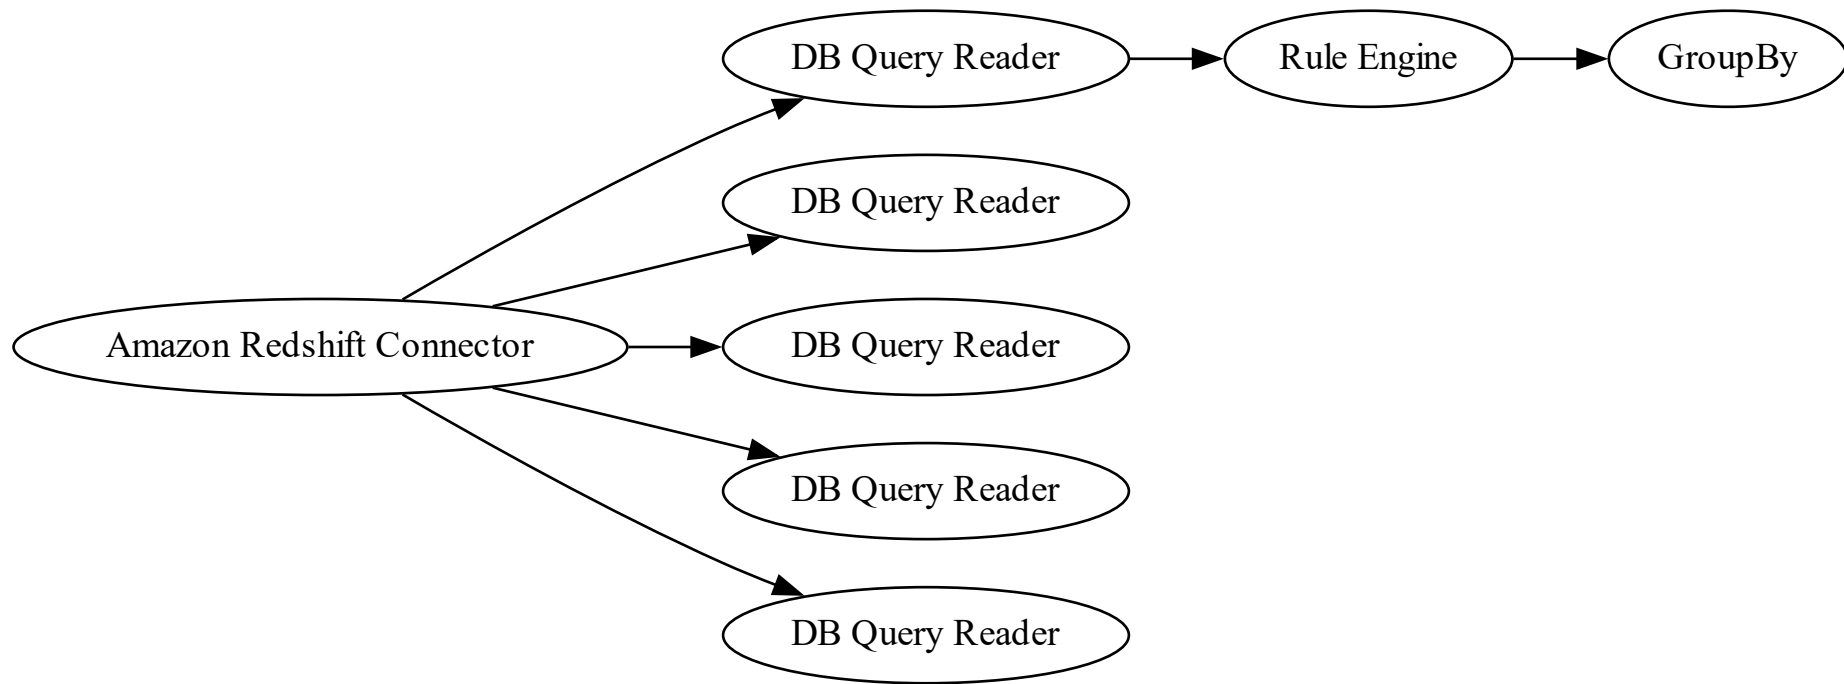 DB Query Reader
Rule Engine
GroupBy
DB Query Reader
Amazon Redshift Connector
DB Query Reader
DB Query Reader
DB Query Reader